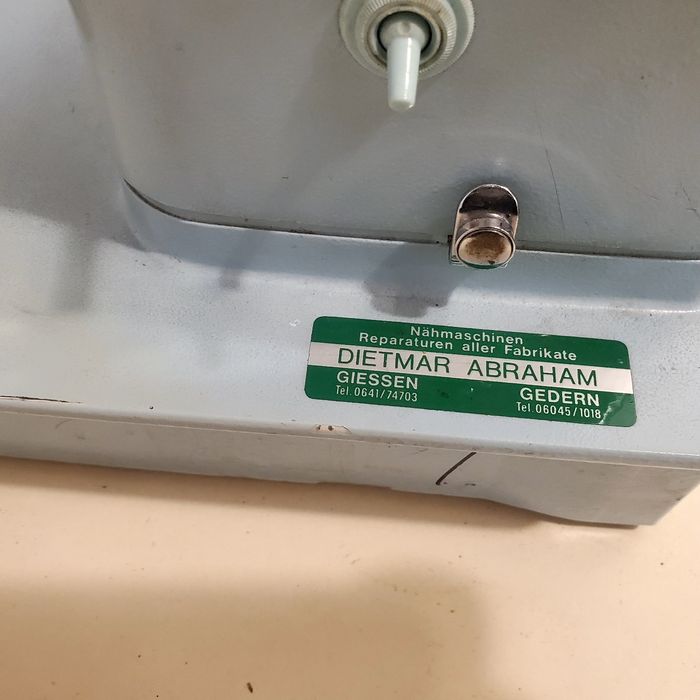 Nähmaschinen
Reparaturen aller Fabrikate
DIETMAR ABRAHAM
GIESSEN GEDERN
Tel. 0641/74703 Tel. 06045/1018